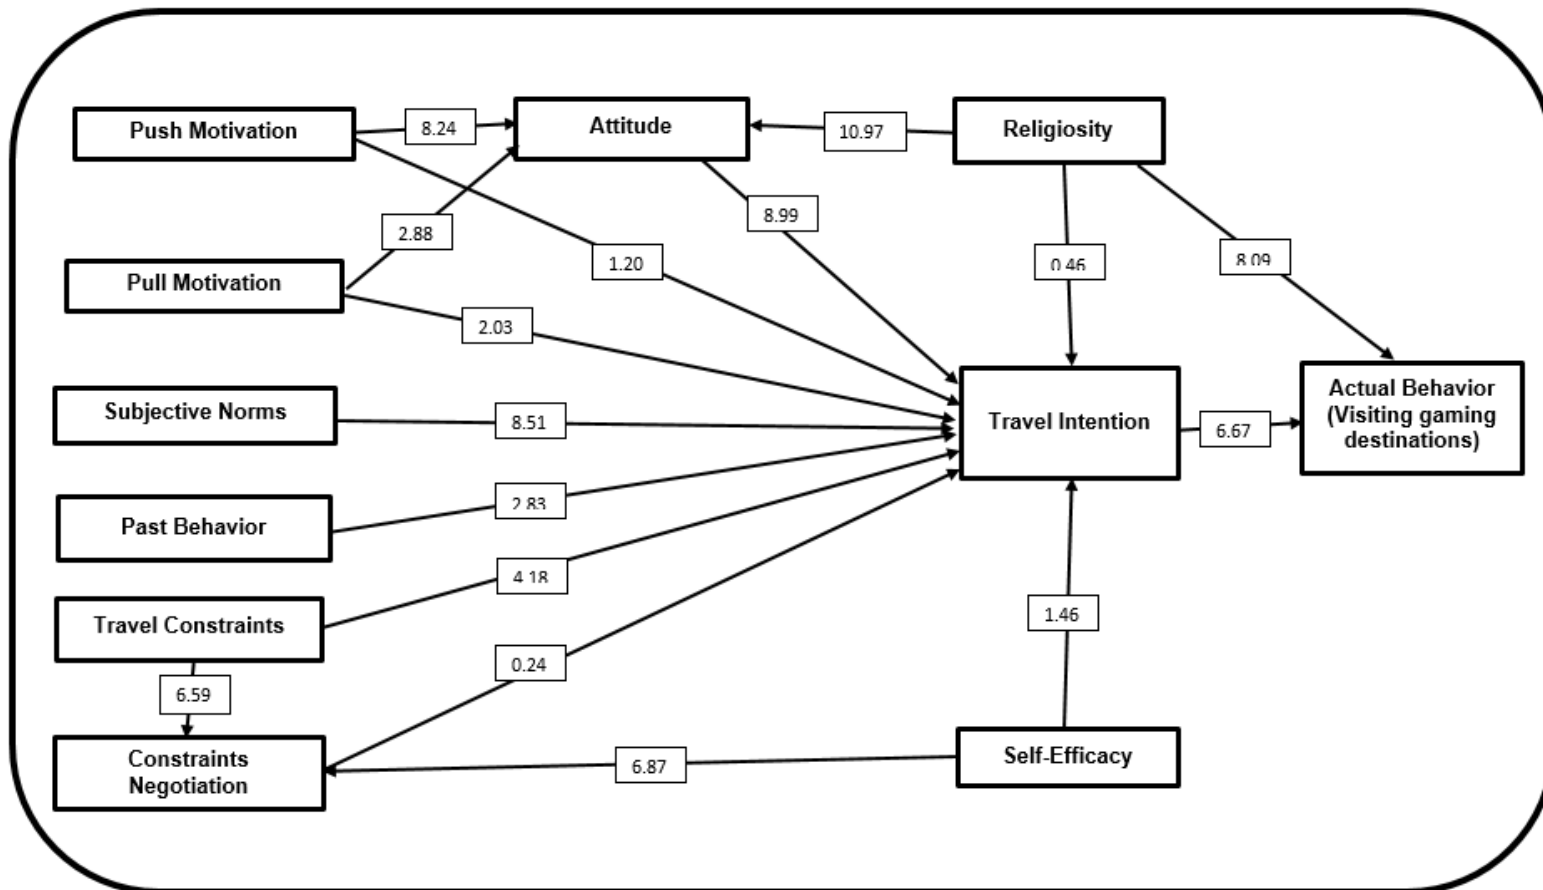 Push Motivation
8.24
Attitude
10.97
Religiosity
2.88
8.99
1.20
0.46
8.09
Pull Motivation
2.03
Subjective Norms
8.51
Travel Intention
6.67
Actual Behavior
(Visiting gaming
destinations)
Past Behavior
2.83
4.18
Travel Constraints
1.46
6.59
0.24
Constraints
Negotiation
6.87
Self-Efficacy